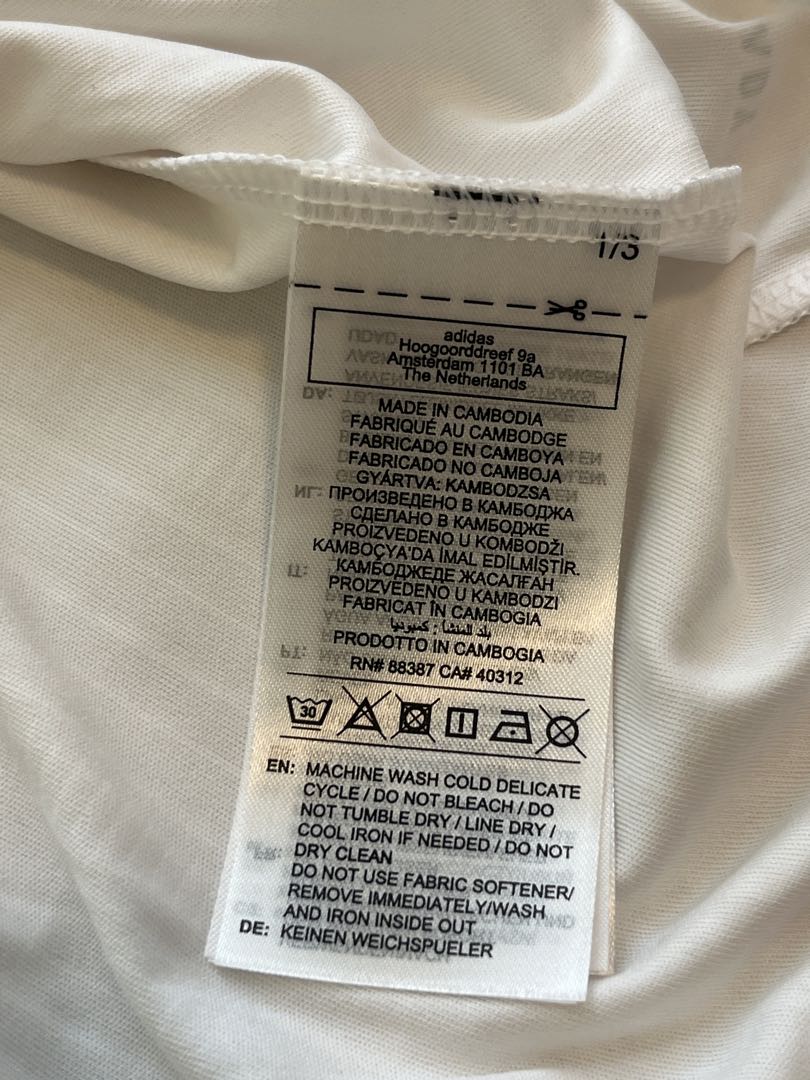 1/3
adidas
Hoogoorddreef 9a
Amsterdam 1101 BA
The Netherlands
MADE IN CAMBODIA
FABRIQUÉ AU CAMBODGE
FABRICADO EN CAMBOYA
FABRICADO NO CAMBOJA
GYÁRTVA: KAMBODZSA
ПРОИЗВЕДЕНО В КАМБОДЖА
СДЕЛАНО В КАМБОДЖЕ
PROIZVEDENO U KOMBODŽI
KAMBOÇYA'DA İMAL EDİLMİŞTİR.
КАМБОДЖЕДЕ ЖАСАЛҒАН
PROIZVEDENO U KAMBODZI
FABRICAT ÎN CAMBOGIA
بلد المنشأ : كمبوديا
PRODOTTO IN CAMBOGIA
RN# 88387 CA# 40312
30
EN: MACHINE WASH COLD DELICATE
CYCLE / DO NOT BLEACH / DO
NOT TUMBLE DRY / LINE DRY /
COOL IRON IF NEEDED / DO NOT
DRY CLEAN
DO NOT USE FABRIC SOFTENER/
REMOVE IMMEDIATELY/WASH
AND IRON INSIDE OUT
DE: KEINEN WEICHSPUELER